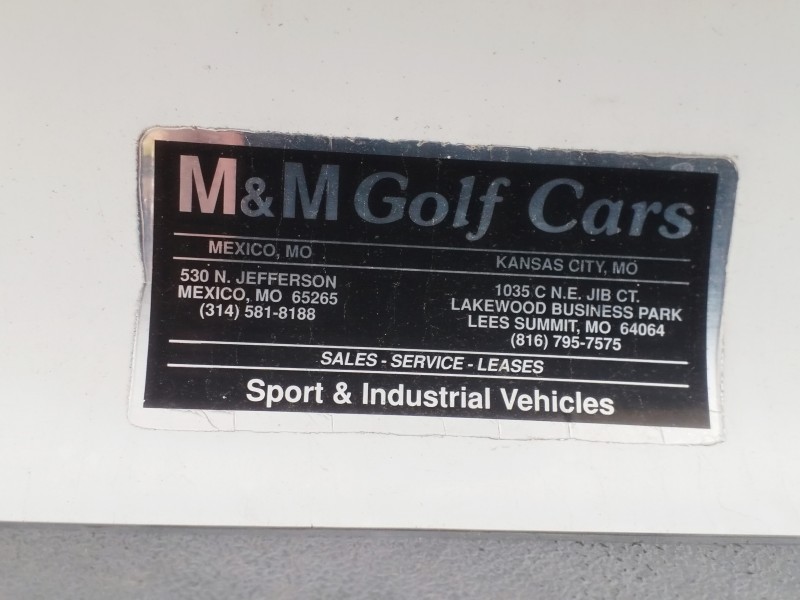 M&M Golf Cars
MEXICO, MO
530 N. JEFFERSON
MEXICO, MO 65265
(314) 581-8188
KANSAS CITY, MO
1035 C N.E. JIB CT.
LAKEWOOD BUSINESS PARK
LEES SUMMIT, MO 64064
(816) 795-7575
SALES - SERVICE - LEASES
Sport & Industrial Vehicles